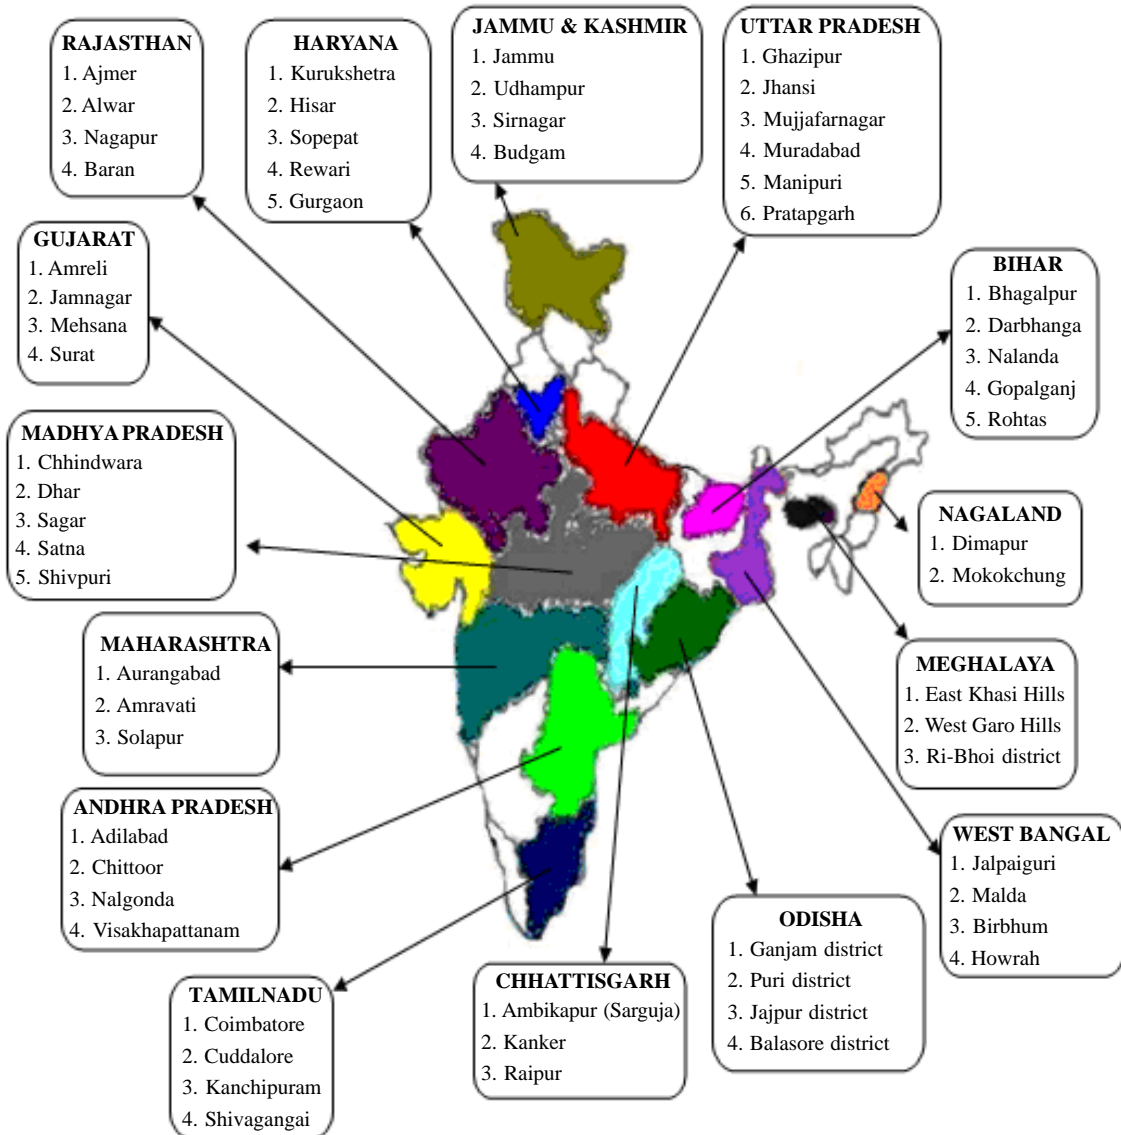 RAJASTHAN
1. Ajmer
2. Alwar
3. Nagapur
4. Baran
HARYANA
1. Kurukshetra
2. Hisar
3. Sopepat
4. Rewari
5. Gurgaon
JAMMU & KASHMIR
1. Jammu
2. Udhampur
3. Sirnagar
4. Budgam
UTTAR PRADESH
1. Ghazipur
2. Jhansi
3. Mujjafarnagar
4. Muradabad
5. Manipuri
6. Pratapgarh
GUJARAT
1. Amreli
2. Jamnagar
3. Mehsana
4. Surat
BIHAR
1. Bhagalpur
2. Darbhanga
3. Nalanda
4. Gopalganj
5. Rohtas
MADHYA PRADESH
1. Chhindwara
2. Dhar
3. Sagar
4. Satna
5. Shivpuri
NAGALAND
1. Dimapur
2. Mokokchung
MAHARASHTRA
1. Aurangabad
2. Amravati
3. Solapur
MEGHALAYA
1. East Khasi Hills
2. West Garo Hills
3. Ri-Bhoi district
ANDHRA PRADESH
1. Adilabad
2. Chittoor
3. Nalgonda
4. Visakhapattanam
WEST BANGAL
1. Jalpaiguri
2. Malda
3. Birbhum
4. Howrah
ODISHA
1. Ganjam district
2. Puri district
3. Jajpur district
4. Balasore district
CHHATTISGARH
1. Ambikapur (Sarguja)
2. Kanker
3. Raipur
TAMILNADU
1. Coimbatore
2. Cuddalore
3. Kanchipuram
4. Shivagangai